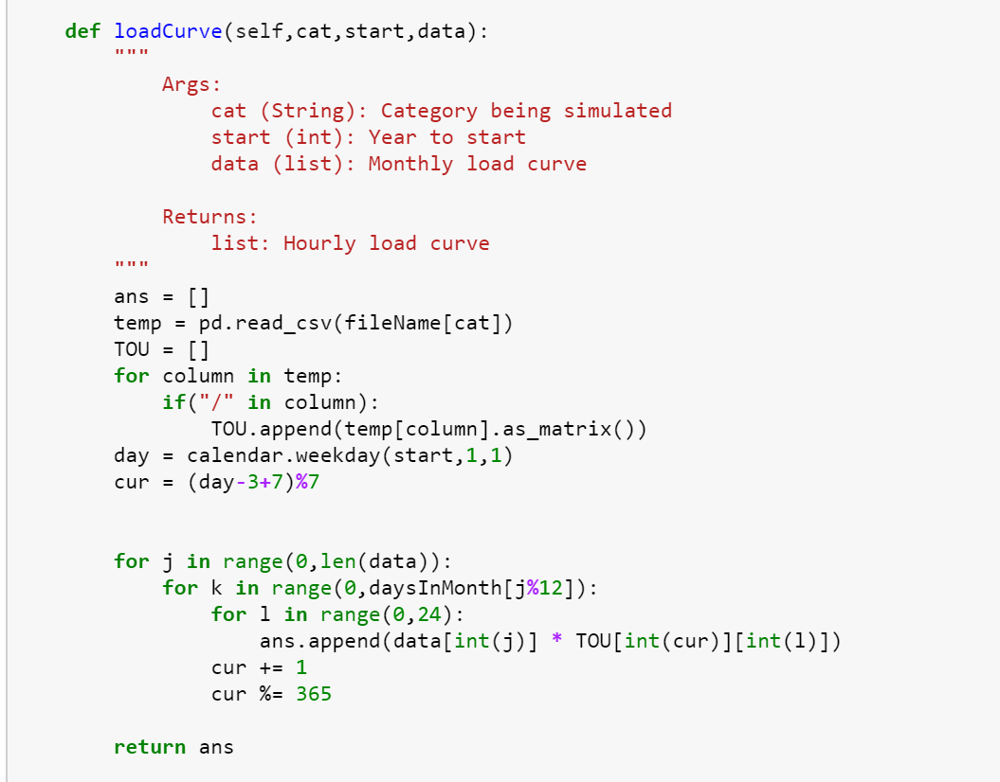 def loadCurve(self,cat,start,data):
    """
        Args:
            cat (String): Category being simulated
            start (int): Year to start
            data (list): Monthly load curve

        Returns:
            list: Hourly load curve
    """
    ans = []
    temp = pd.read_csv(fileName[cat])
    TOU = []
    for column in temp:
        if("/" in column):
            TOU.append(temp[column].as_matrix())
    day = calendar.weekday(start,1,1)
    cur = (day-3+7)%7


    for j in range(0,len(data)):
        for k in range(0,daysInMonth[j%12]):
            for l in range(0,24):
                ans.append(data[int(j)] * TOU[int(cur)][int(l)])
            cur += 1
            cur %= 365

    return ans